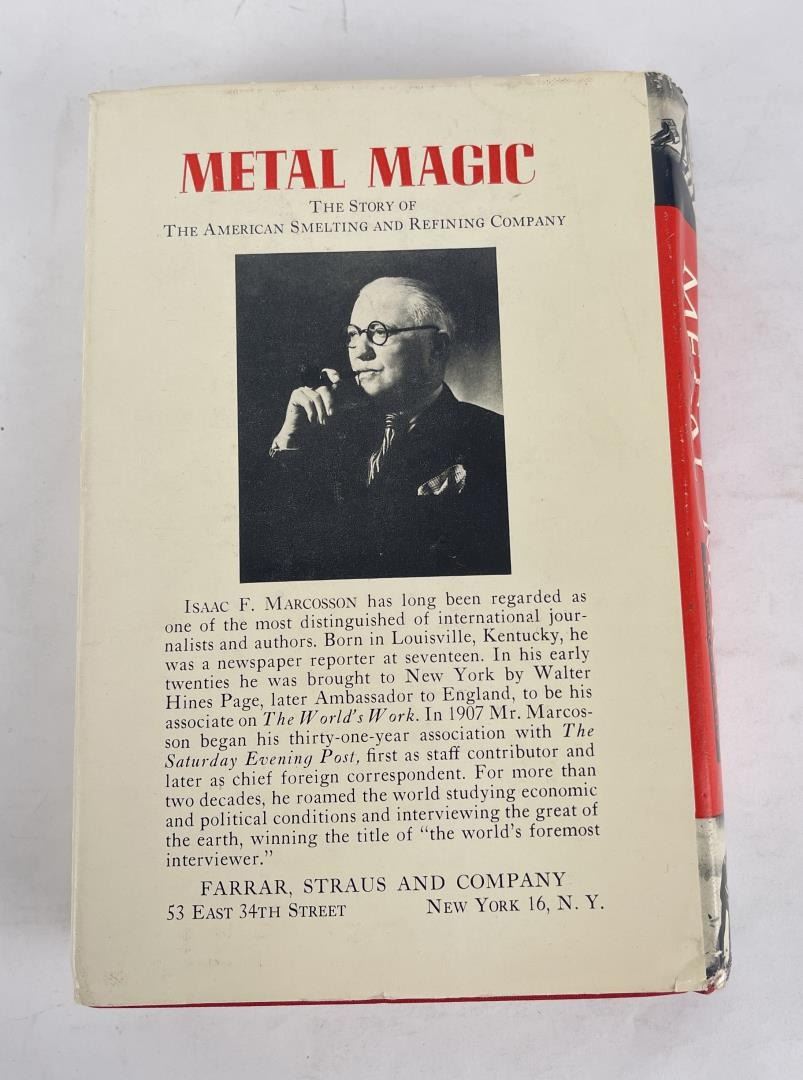 METAL MAGIC
THE STORY OF
THE AMERICAN SMELTING AND REFINING COMPANY
ISAAC F. MARCOSSON has long been regarded as
one of the most distinguished of international jour-
nalists and authors. Born in Louisville, Kentucky, he
was a newspaper reporter at seventeen. In his early
twenties he was brought to New York by Walter
Hines Page, later Ambassador to England, to be his
associate on The World's Work. In 1907 Mr. Marcos-
son began his thirty-one-year association with The
Saturday Evening Post, first as staff contributor and
later as chief foreign correspondent. For more than
two decades, he roamed the world studying economic
and political conditions and interviewing the great of
the earth, winning the title of "the world's foremost
interviewer."
FARRAR, STRAUS AND COMPANY
53 EAST 34TH STREET NEW YORK 16, N. Y.
METAL